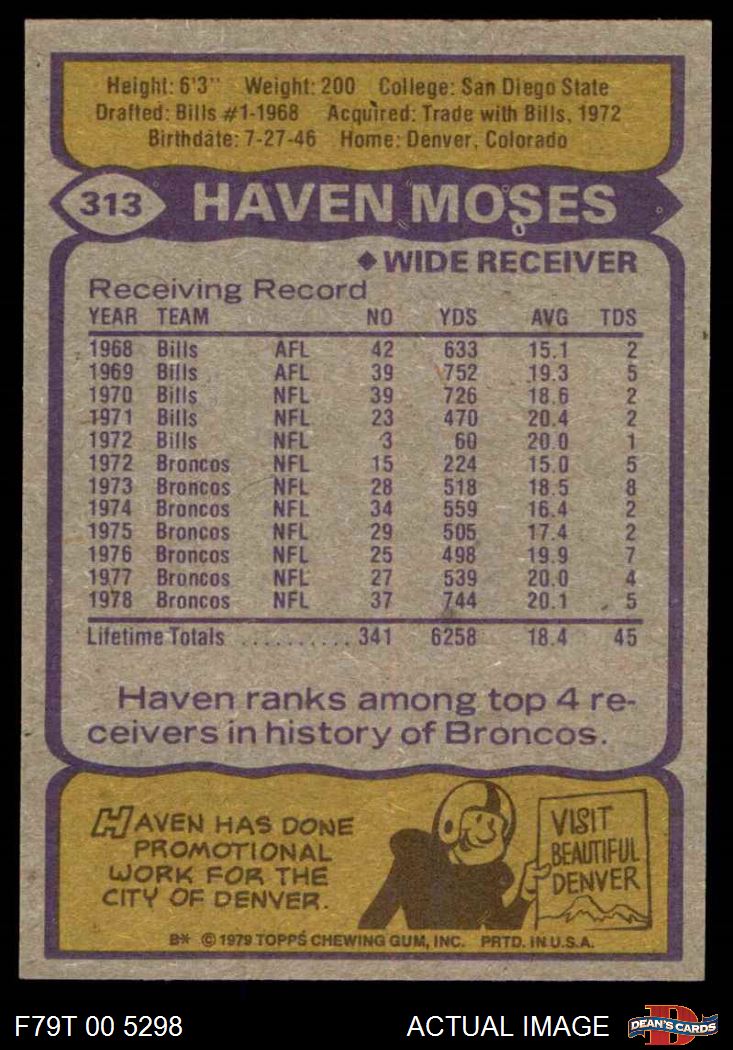 Height: 6'3" Weight: 200 College: San Diego State
Drafted: Bills #1-1968 Acquired: Trade with Bills, 1972
Birthdate: 7-27-46 Home: Denver, Colorado
313 HAVEN MOSES
◆ WIDE RECEIVER
Receiving Record
YEAR TEAM NO YDS AVG TDS
1968 Bills AFL 42 633 15.1 2
1969 Bills AFL 39 752 19.3 5
1970 Bills NFL 39 726 18.6 2
1971 Bills NFL 23 470 20.4 2
1972 Bills NFL 3 60 20.0 1
1972 Broncos NFL 15 224 15.0 5
1973 Broncos NFL 28 518 18.5 8
1974 Broncos NFL 34 559 16.4 2
1975 Broncos NFL 29 505 17.4 2
1976 Broncos NFL 25 498 19.9 7
1977 Broncos NFL 27 539 20.0 4
1978 Broncos NFL 37 744 20.1 5
Lifetime Totals .......... 341 6258 18.4 45
Haven ranks among top 4 re-
ceivers in history of Broncos.
HAVEN HAS DONE
PROMOTIONAL
WORK FOR THE
CITY OF DENVER.
VISIT
BEAUTIFUL
DENVER
B* © 1979 TOPPS CHEWING GUM, INC. PRTD. IN U.S.A.
F79T 00 5298 ACTUAL IMAGE DEAN'S CARDS